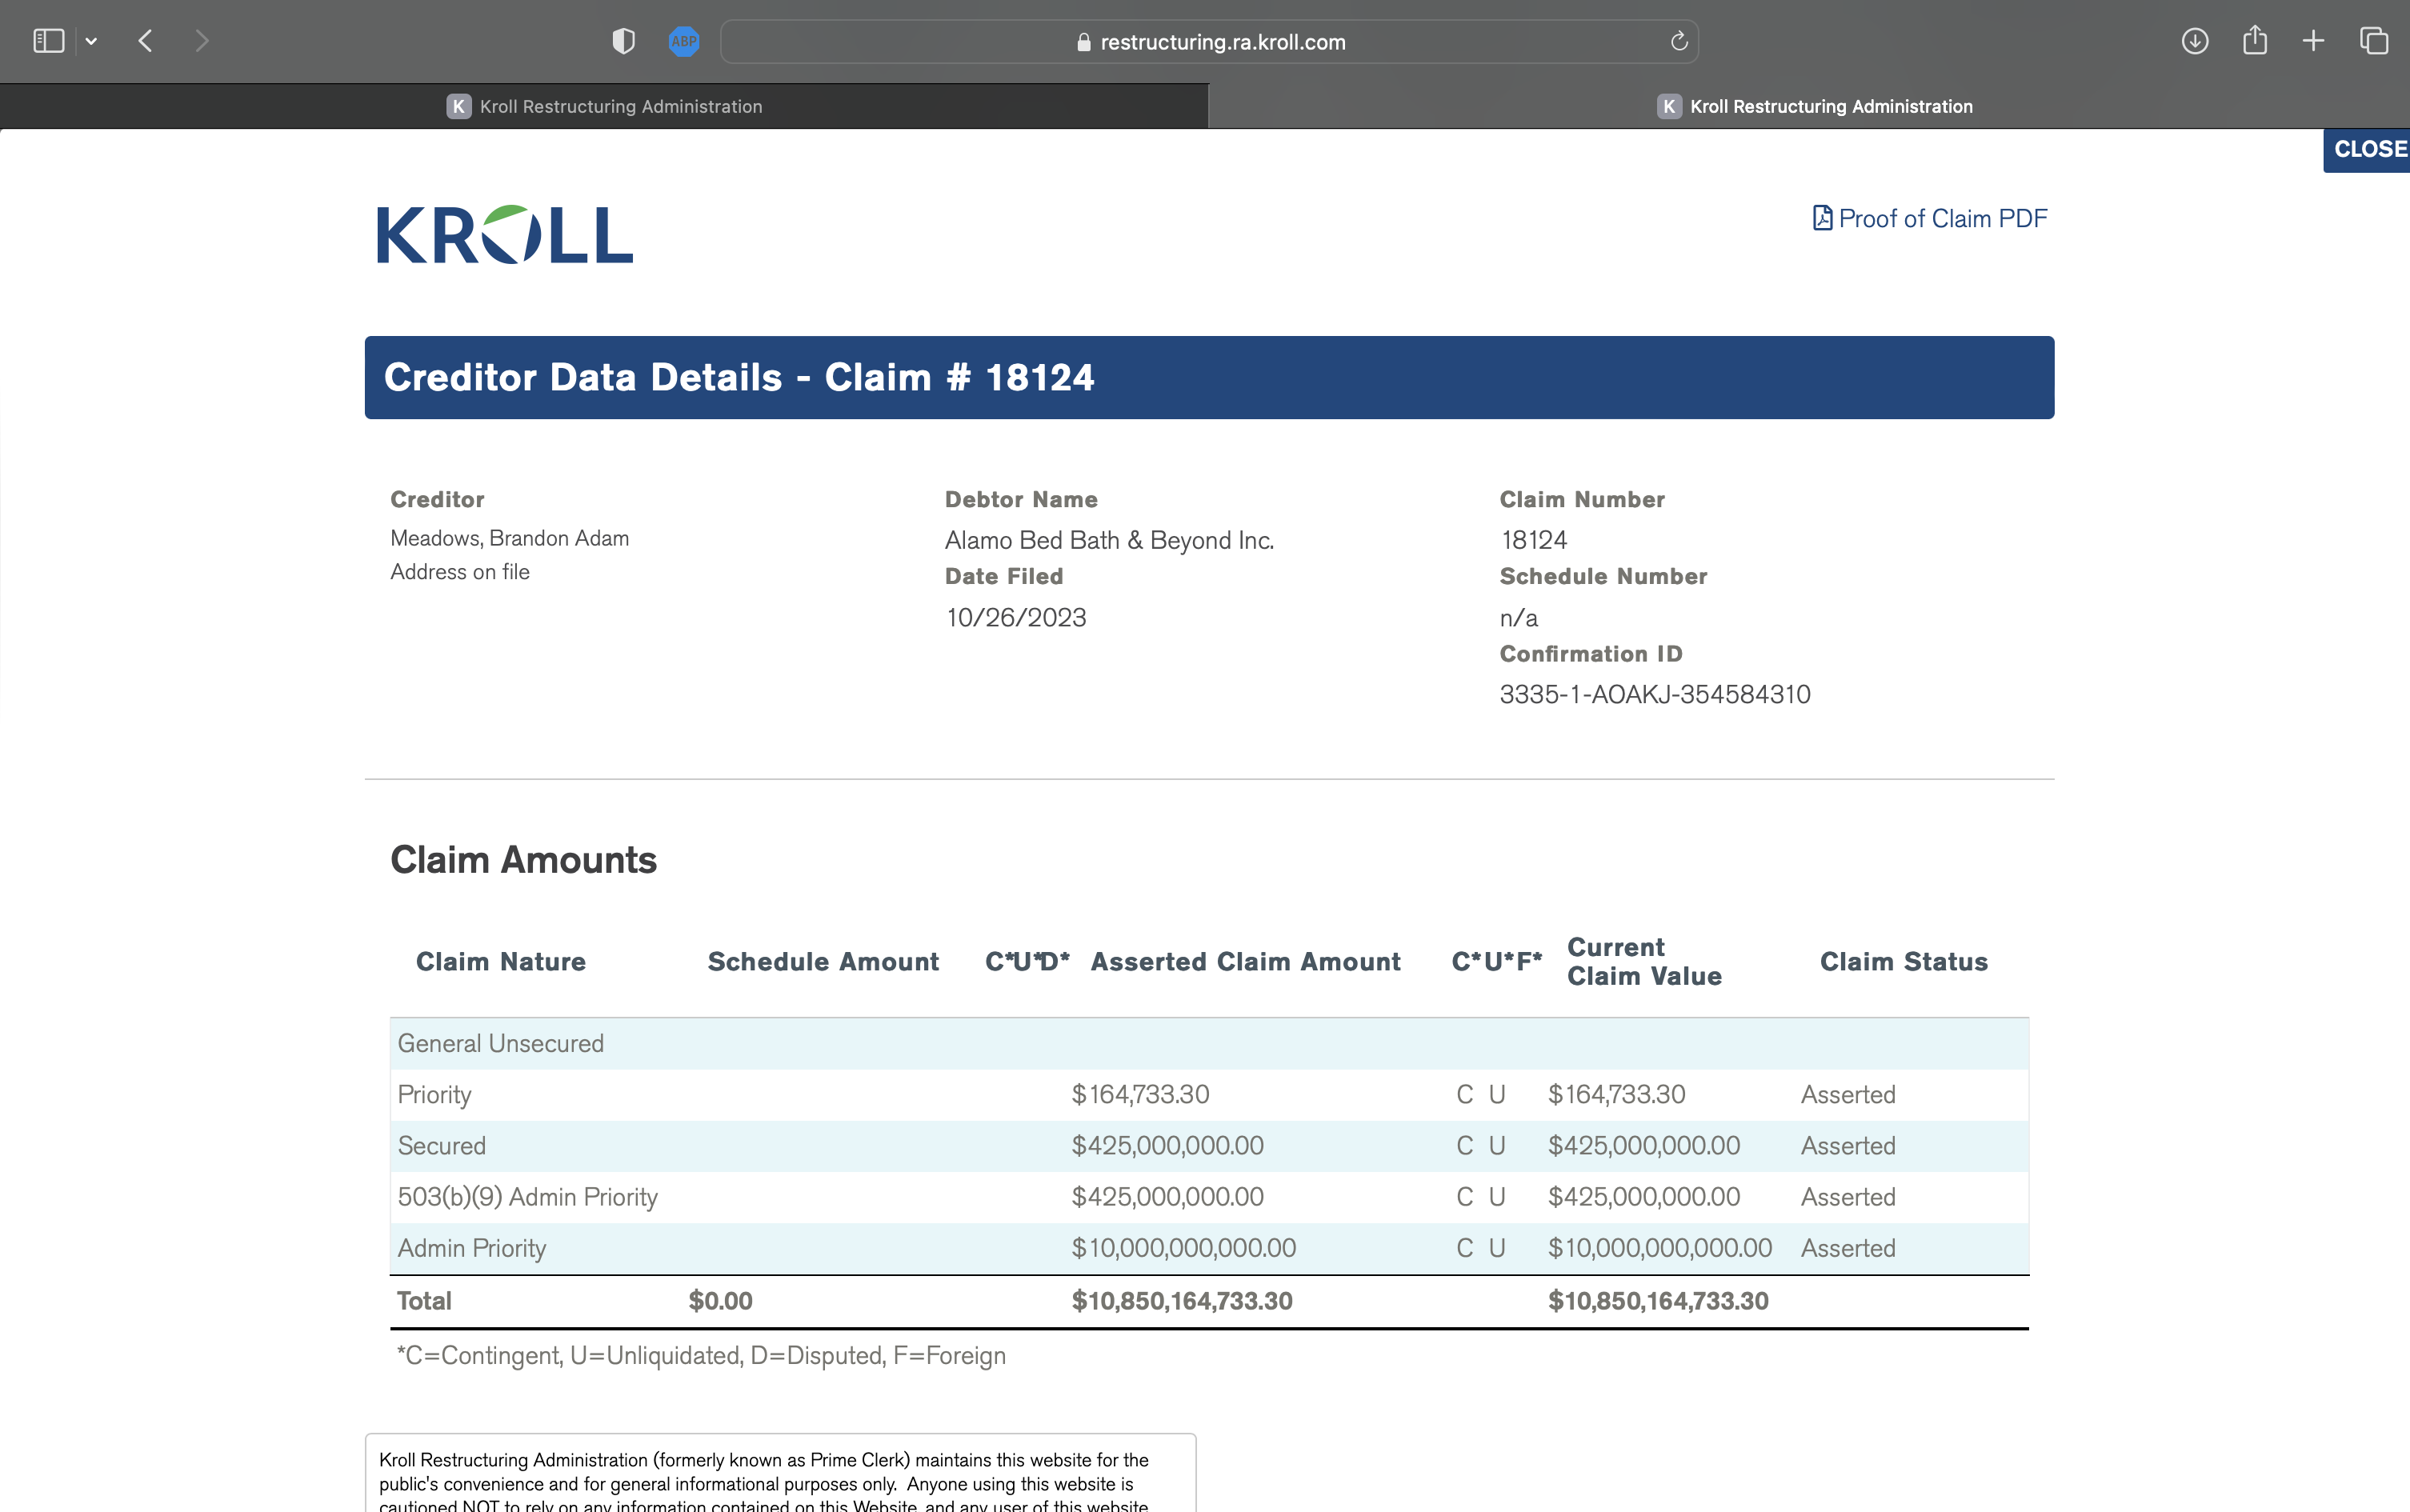 ABP
restructuring.ra.kroll.com
K Kroll Restructuring Administration
K Kroll Restructuring Administration
CLOSE
KROLL
Proof of Claim PDF
Creditor Data Details - Claim # 18124
Creditor
Meadows, Brandon Adam
Address on file
Debtor Name
Alamo Bed Bath & Beyond Inc.
Date Filed
10/26/2023
Claim Number
18124
Schedule Number
n/a
Confirmation ID
3335-1-AOAKJ-354584310
Claim Amounts
Claim Nature Schedule Amount C*U*D* Asserted Claim Amount C*U*F* Current Claim Value Claim Status
General Unsecured
Priority $164,733.30 C U $164,733.30 Asserted
Secured $425,000,000.00 C U $425,000,000.00 Asserted
503(b)(9) Admin Priority $425,000,000.00 C U $425,000,000.00 Asserted
Admin Priority $10,000,000,000.00 C U $10,000,000,000.00 Asserted
Total $0.00 $10,850,164,733.30 $10,850,164,733.30
*C=Contingent, U=Unliquidated, D=Disputed, F=Foreign
Kroll Restructuring Administration (formerly known as Prime Clerk) maintains this website for the
public's convenience and for general informational purposes only. Anyone using this website is
cautioned NOT to rely on any information contained on this Website, and any user of this website